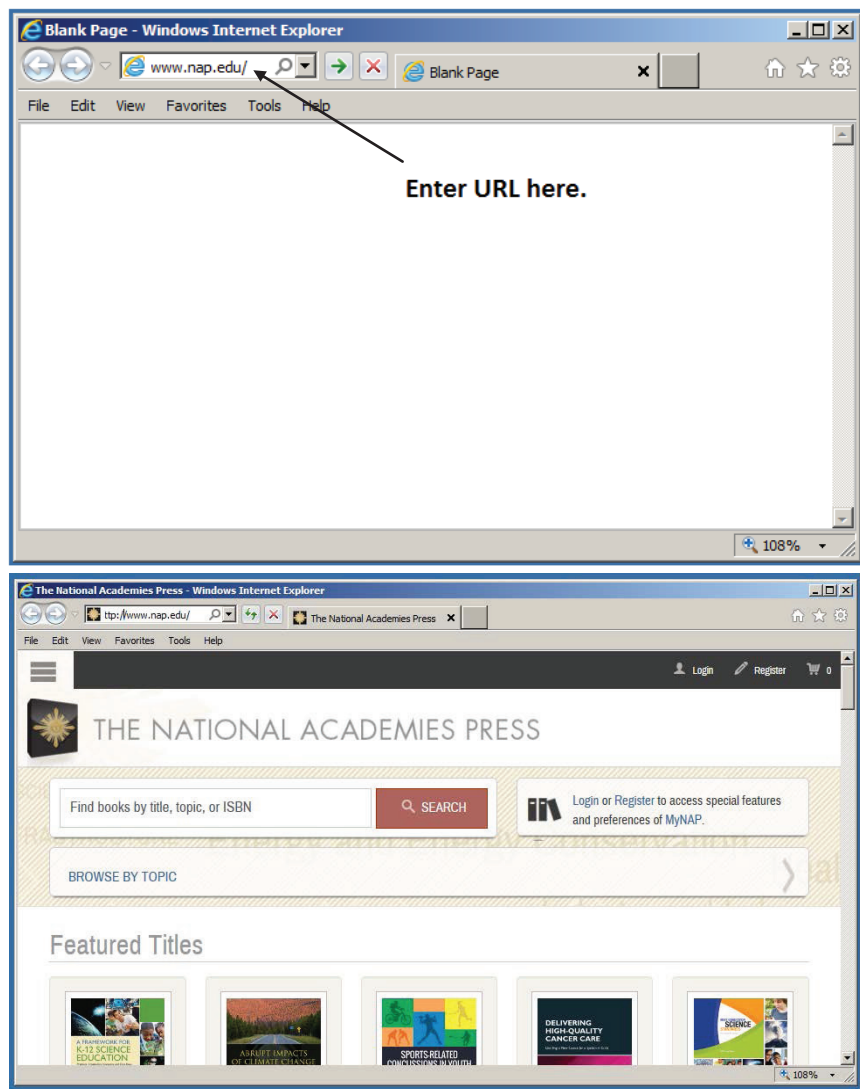 Blank Page - Windows Internet Explorer
www.nap.edu/
Blank Page
File Edit View Favorites Tools Help
Enter URL here.
108%
The National Academies Press - Windows Internet Explorer
ttp://www.nap.edu/
The National Academies Press
File Edit View Favorites Tools Help
Login Register 0
THE NATIONAL ACADEMIES PRESS
Find books by title, topic, or ISBN
SEARCH
Login or Register to access special features
and preferences of MyNAP.
BROWSE BY TOPIC
Featured Titles
A FRAMEWORK FOR
K-12 SCIENCE
EDUCATION
ABRUPT IMPACTS
OF CLIMATE CHANGE
SPORTS-RELATED
CONCUSSIONS IN YOUTH
DELIVERING
HIGH-QUALITY
CANCER CARE
SCIENCE
108%